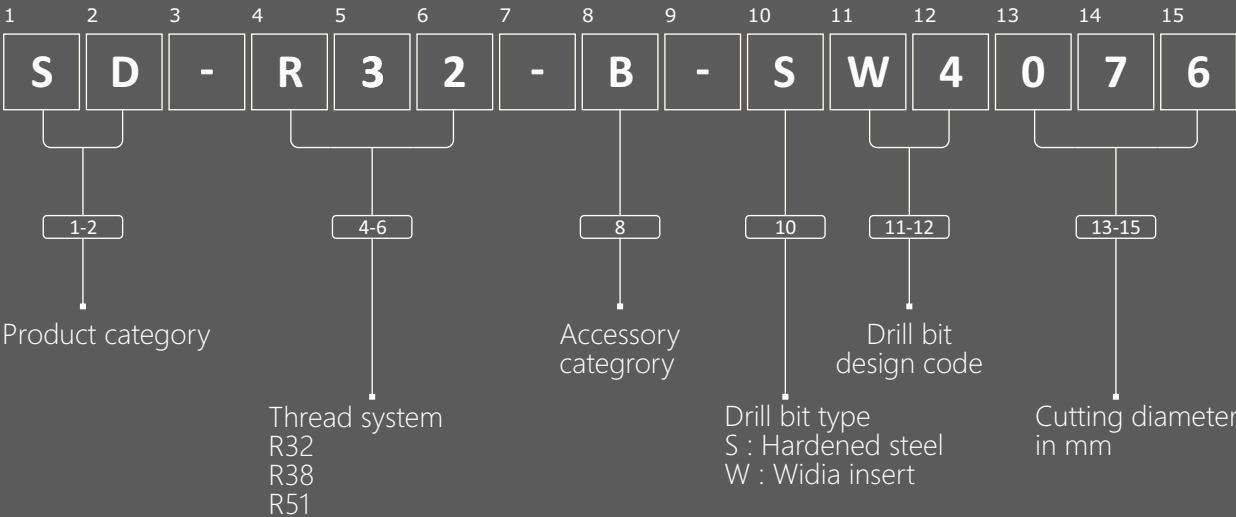 1 2 3 4 5 6 7 8 9 10 11 12 13 14 15
S D - R 3 2 - B - S W 4 0 7 6
1-2 4-6 8 10 11-12 13-15
Product category
Accessory
categrory
Drill bit
design code
Thread system
R32
R38
R51
Drill bit type
S : Hardened steel
W : Widia insert
Cutting diameter
in mm